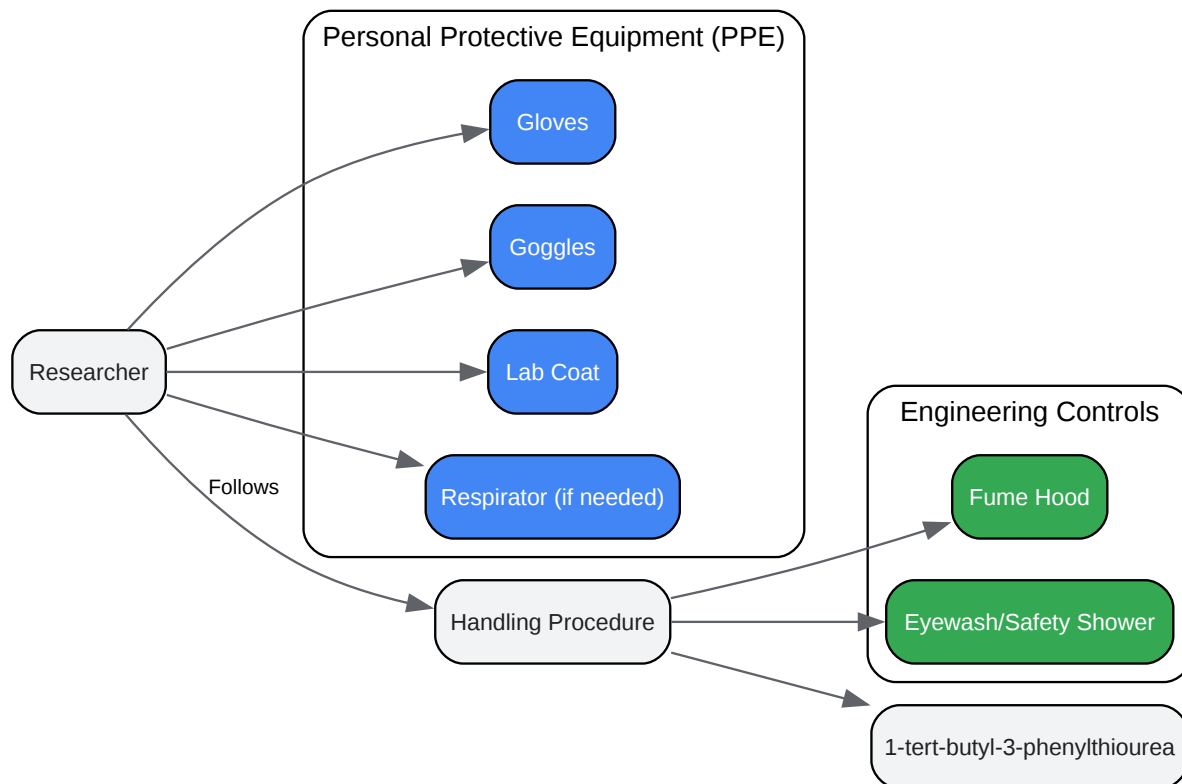 Personal Protective Equipment (PPE)
Gloves
Goggles
Researcher
Lab Coat
Engineering Controls
Respirator (if needed)
Follows
Fume Hood
Handling Procedure
Eyewash/Safety Shower
1-tert-butyl-3-phenylthiourea